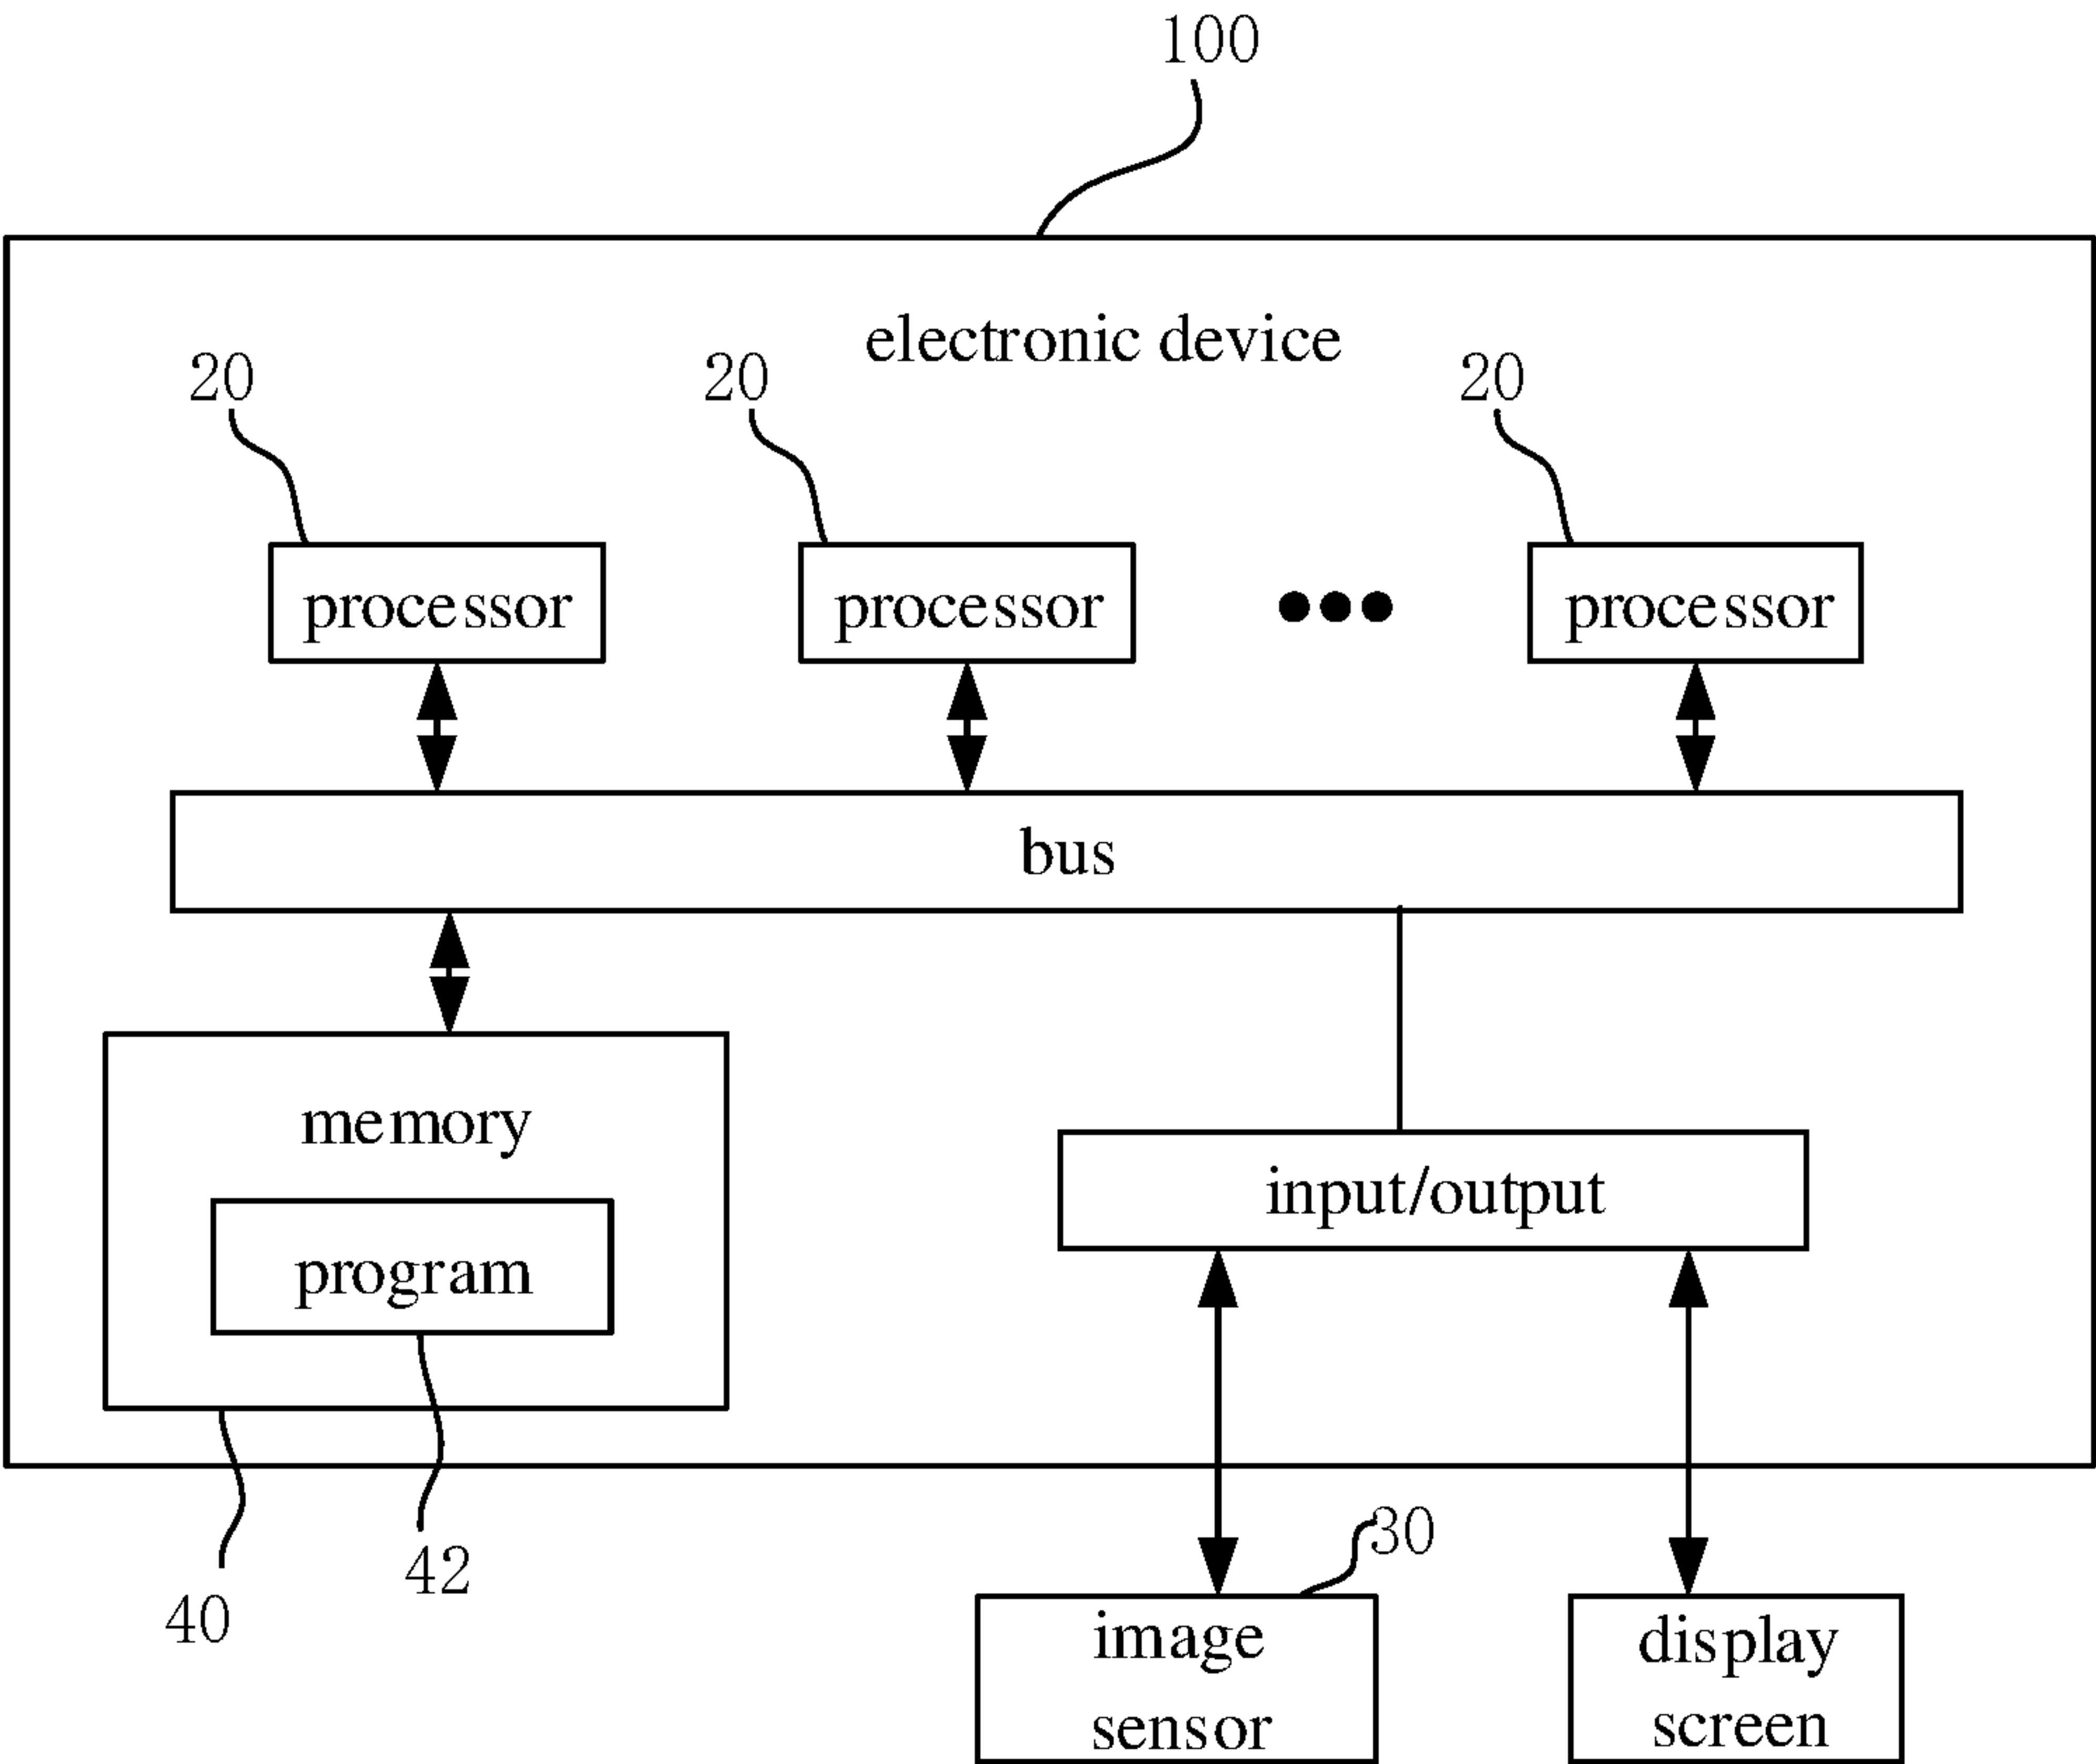 100
electronic device
20
20
20
processor
processor
processor
bus
memory
input/output
program
30
42
40
image
sensor
display
screen